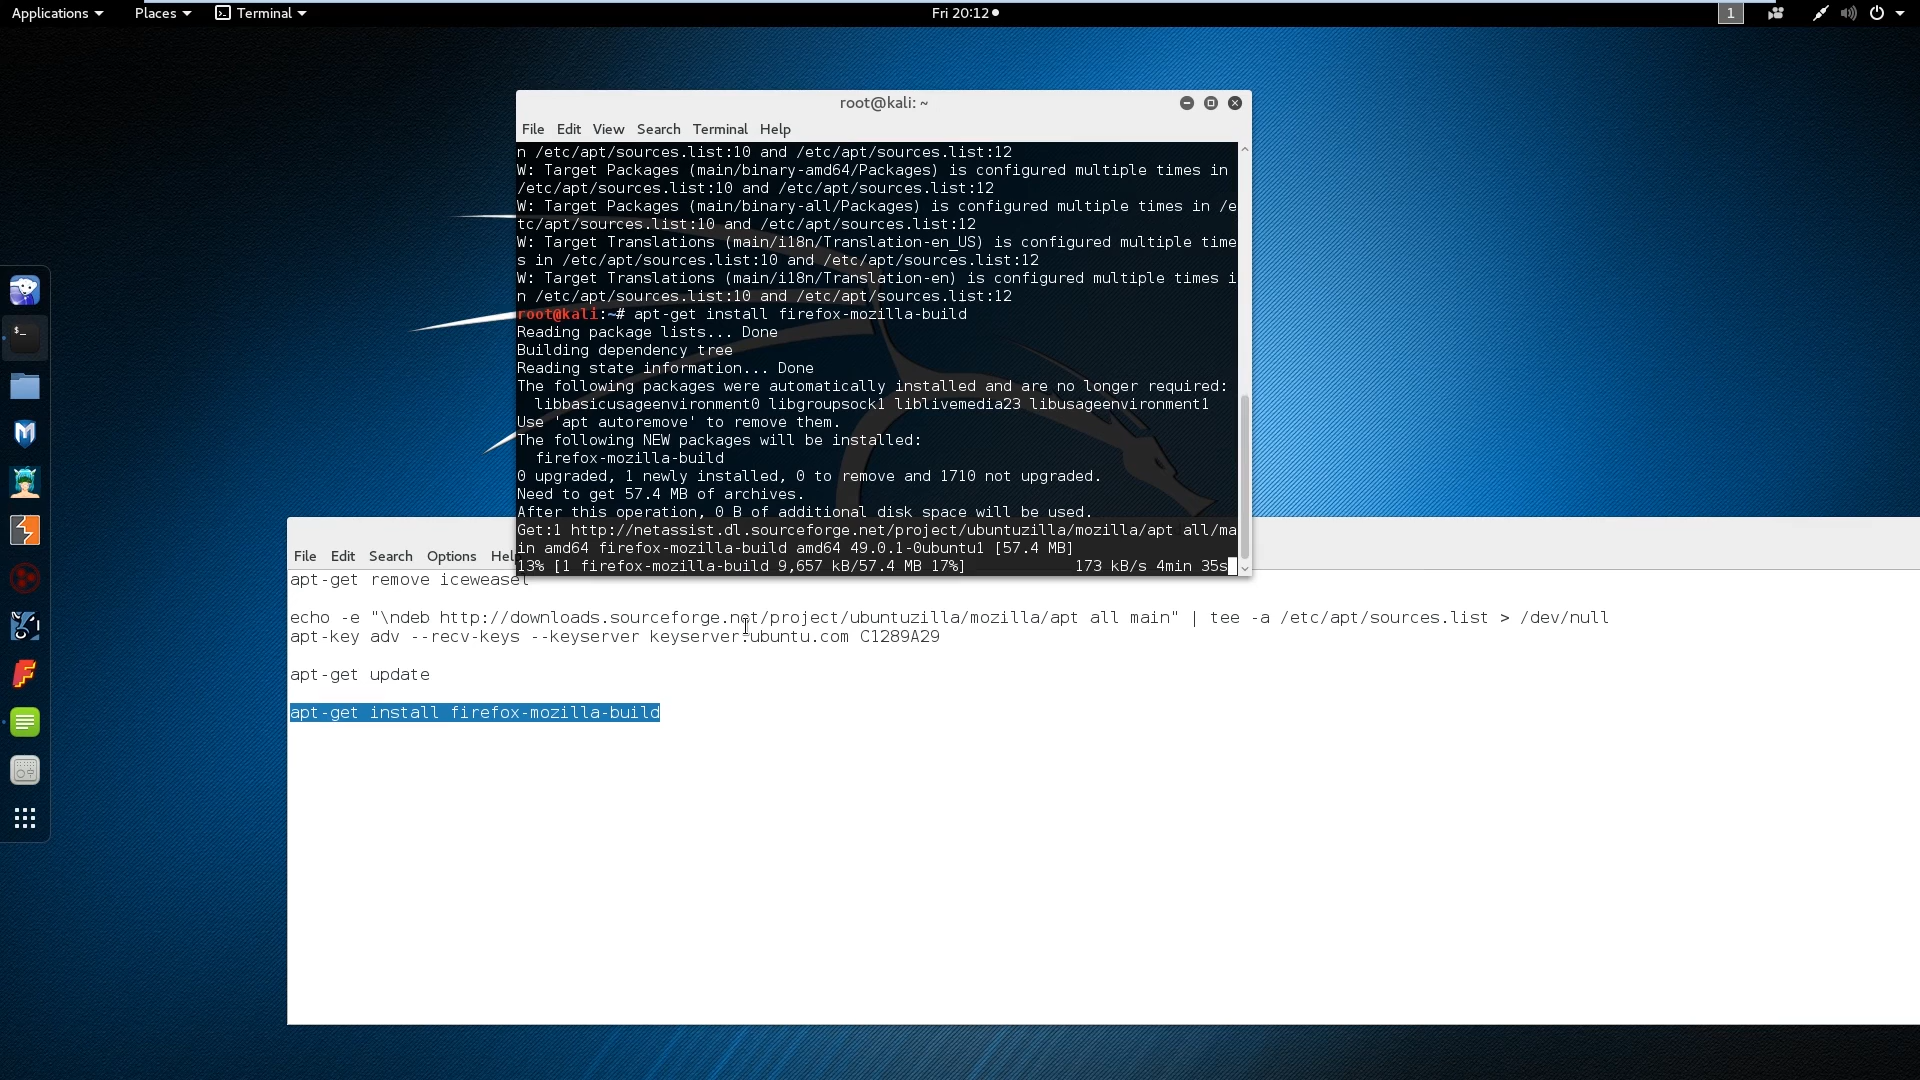 Applications Places Terminal Fri 20:12 1
root@kali: ~
File Edit View Search Terminal Help
n /etc/apt/sources.list:10 and /etc/apt/sources.list:12
W: Target Packages (main/binary-amd64/Packages) is configured multiple times in
/etc/apt/sources.list:10 and /etc/apt/sources.list:12
W: Target Packages (main/binary-all/Packages) is configured multiple times in /e
tc/apt/sources.list:10 and /etc/apt/sources.list:12
W: Target Translations (main/i18n/Translation-en_US) is configured multiple time
s in /etc/apt/sources.list:10 and /etc/apt/sources.list:12
W: Target Translations (main/i18n/Translation-en) is configured multiple times i
n /etc/apt/sources.list:10 and /etc/apt/sources.list:12
root@kali:~# apt-get install firefox-mozilla-build
Reading package lists... Done
Building dependency tree
Reading state information... Done
The following packages were automatically installed and are no longer required:
libbasicusageenvironment0 libgroupsock1 liblivemedia23 libusageenvironment1
Use 'apt autoremove' to remove them.
The following NEW packages will be installed:
firefox-mozilla-build
0 upgraded, 1 newly installed, 0 to remove and 1710 not upgraded.
Need to get 57.4 MB of archives.
After this operation, 0 B of additional disk space will be used.
Get:1 http://netassist.dl.sourceforge.net/project/ubuntuzilla/mozilla/apt all/ma
in amd64 firefox-mozilla-build amd64 49.0.1-0ubuntu1 [57.4 MB]
13% [1 firefox-mozilla-build 9,657 kB/57.4 MB 17%] 173 kB/s 4min 35s
File Edit Search Options Help
apt-get remove iceweasel
echo -e "\ndeb http://downloads.sourceforge.net/project/ubuntuzilla/mozilla/apt all main" | tee -a /etc/apt/sources.list > /dev/null
apt-key adv --recv-keys --keyserver keyserver.ubuntu.com C1289A29
apt-get update
apt-get install firefox-mozilla-build